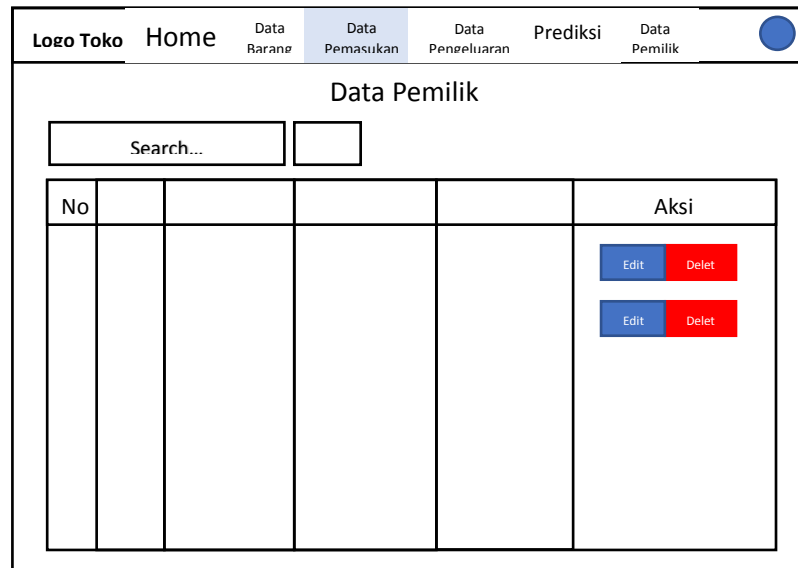 Logo Toko
Home
Data
Barang
Data
Pemasukan
Data
Pengeluaran
Prediksi
Data
Pemilik
Data Pemilik
Search...
No
Aksi
Edit
Delet
Edit
Delet